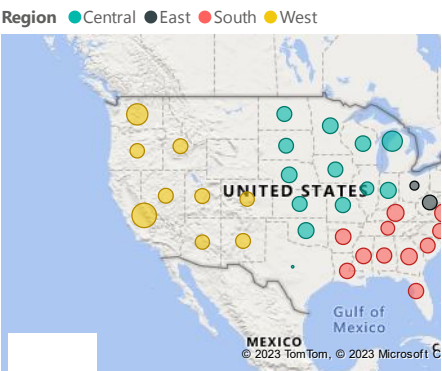 Region Central East South West
UNITED STATES
Gulf of
Mexico
MEXICO
© 2023 TomTom, © 2023 Microsoft C